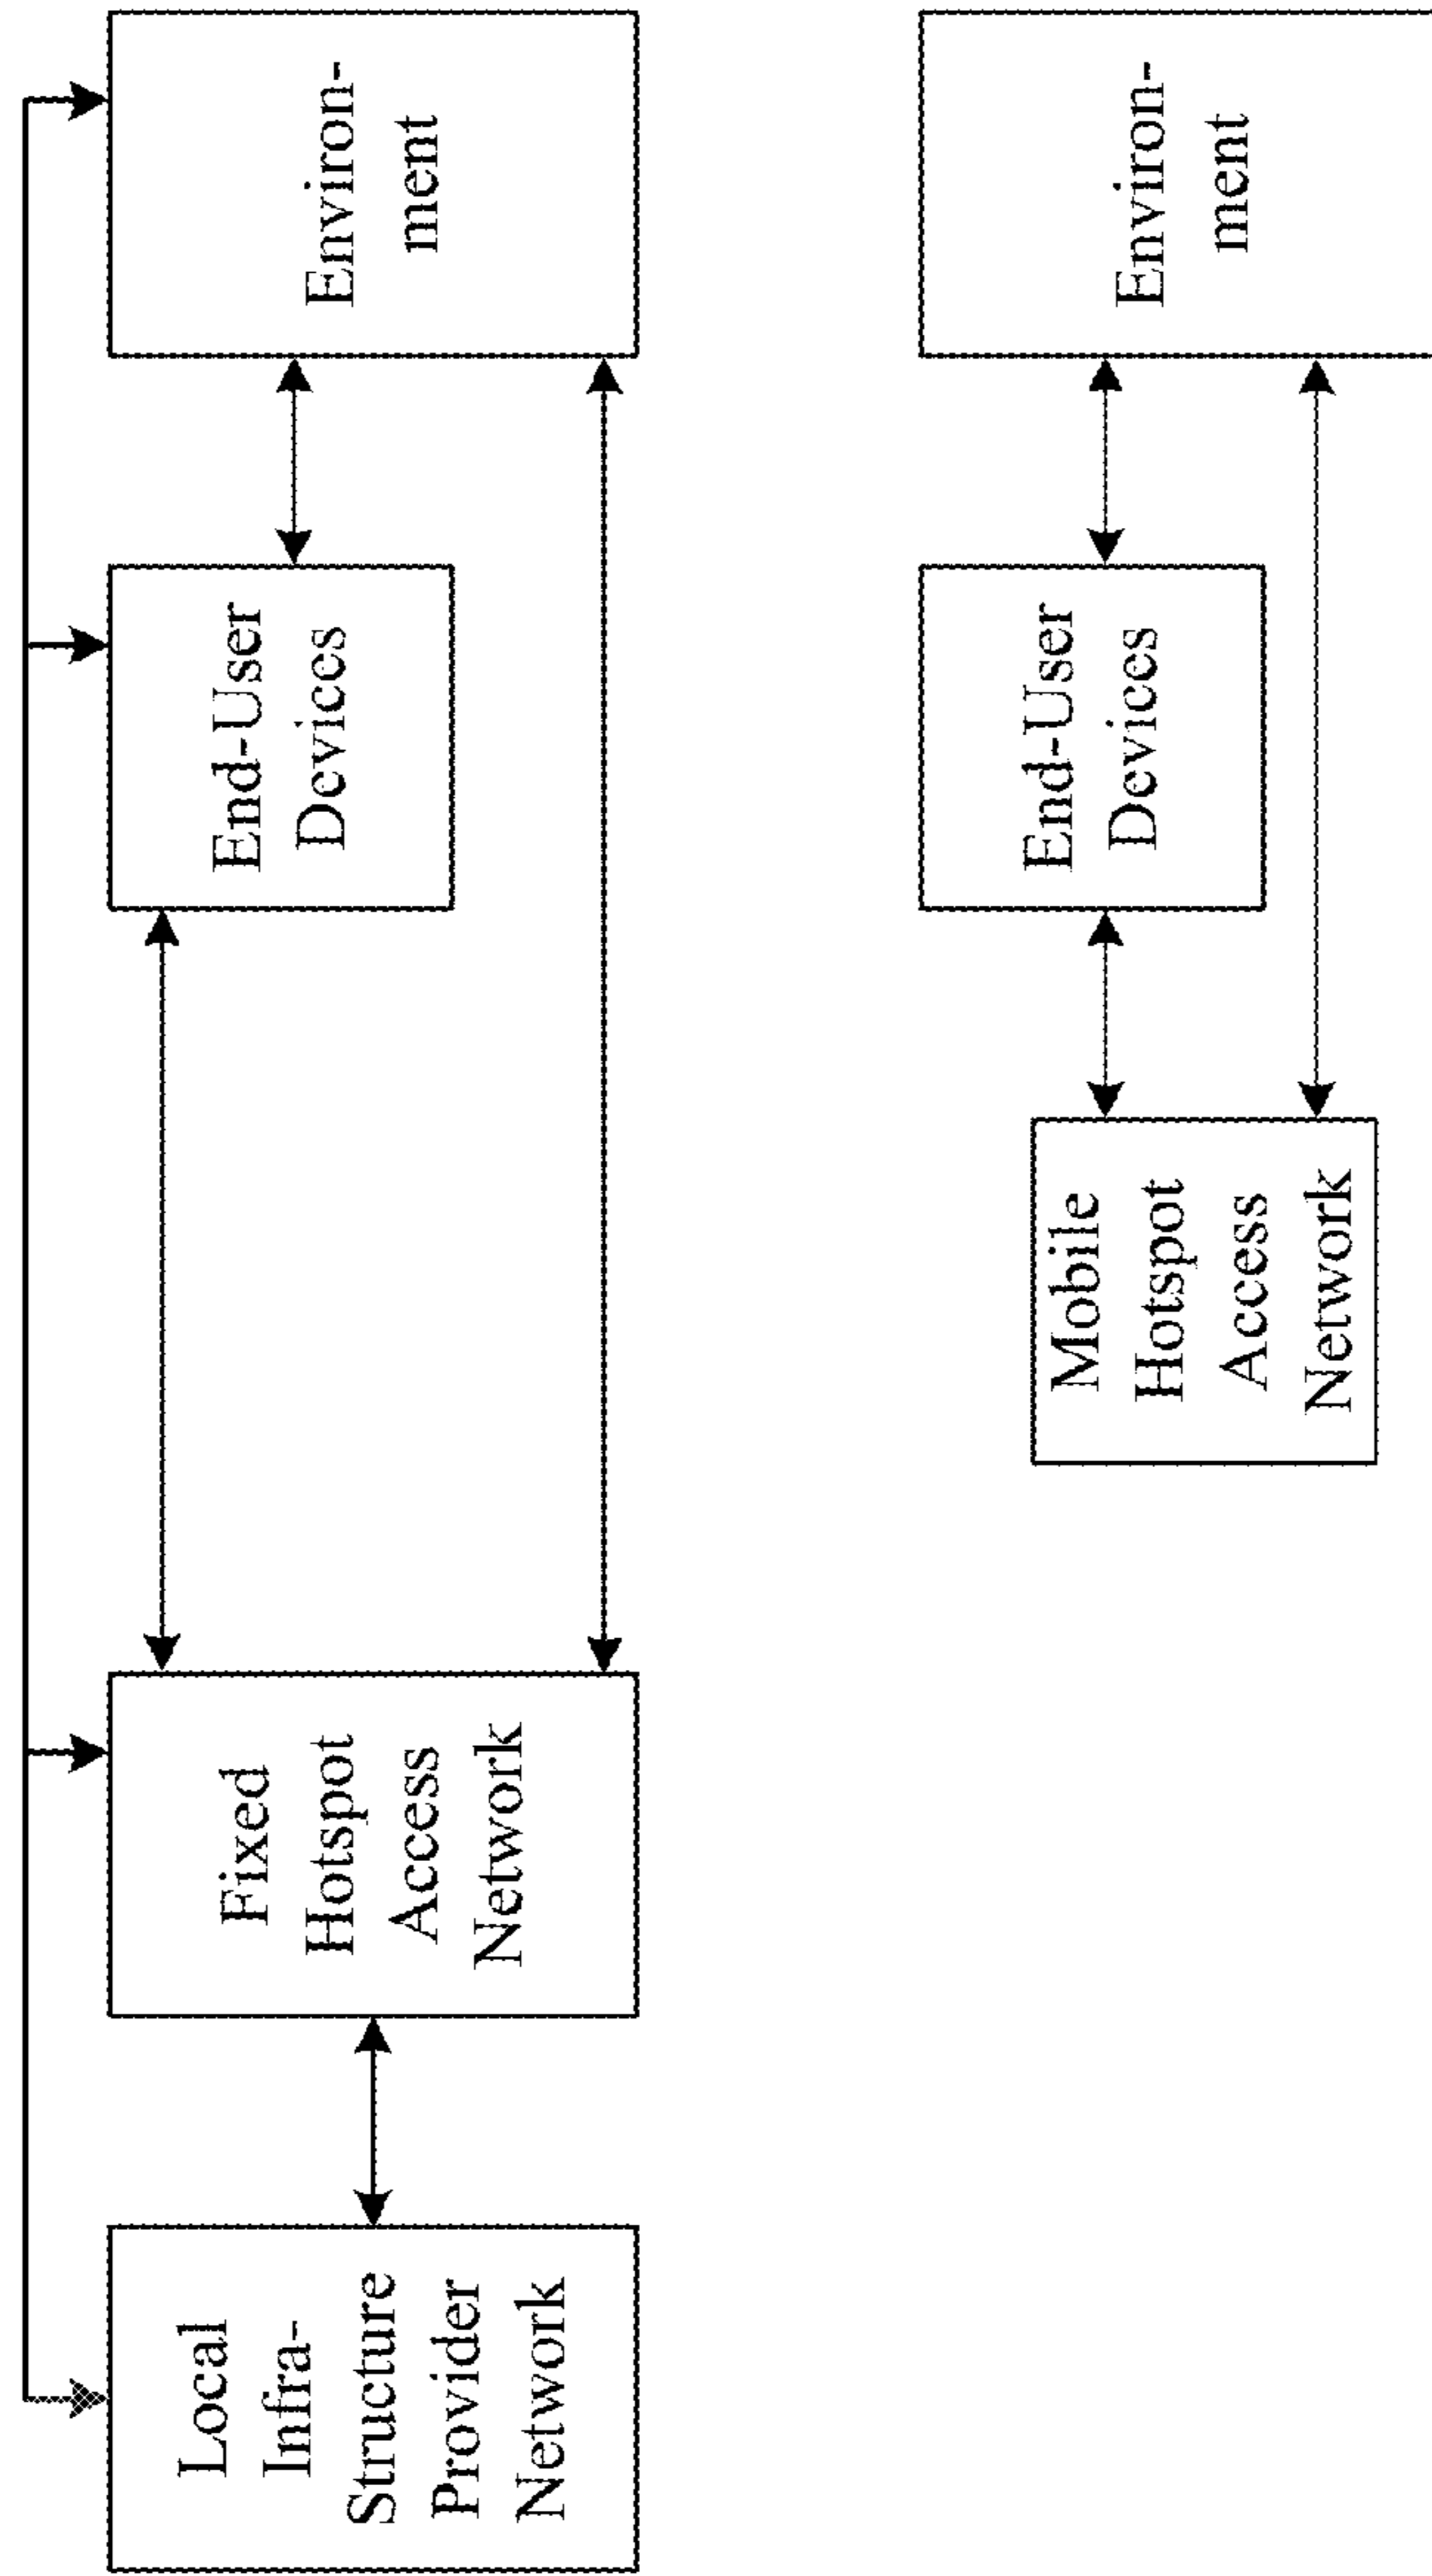 Local
Infra-
Structure
Provider
Network
Fixed
Hotspot
Access
Network
End-User
Devices
Environ-
ment
Mobile
Hotspot
Access
Network
End-User
Devices
Environ-
ment